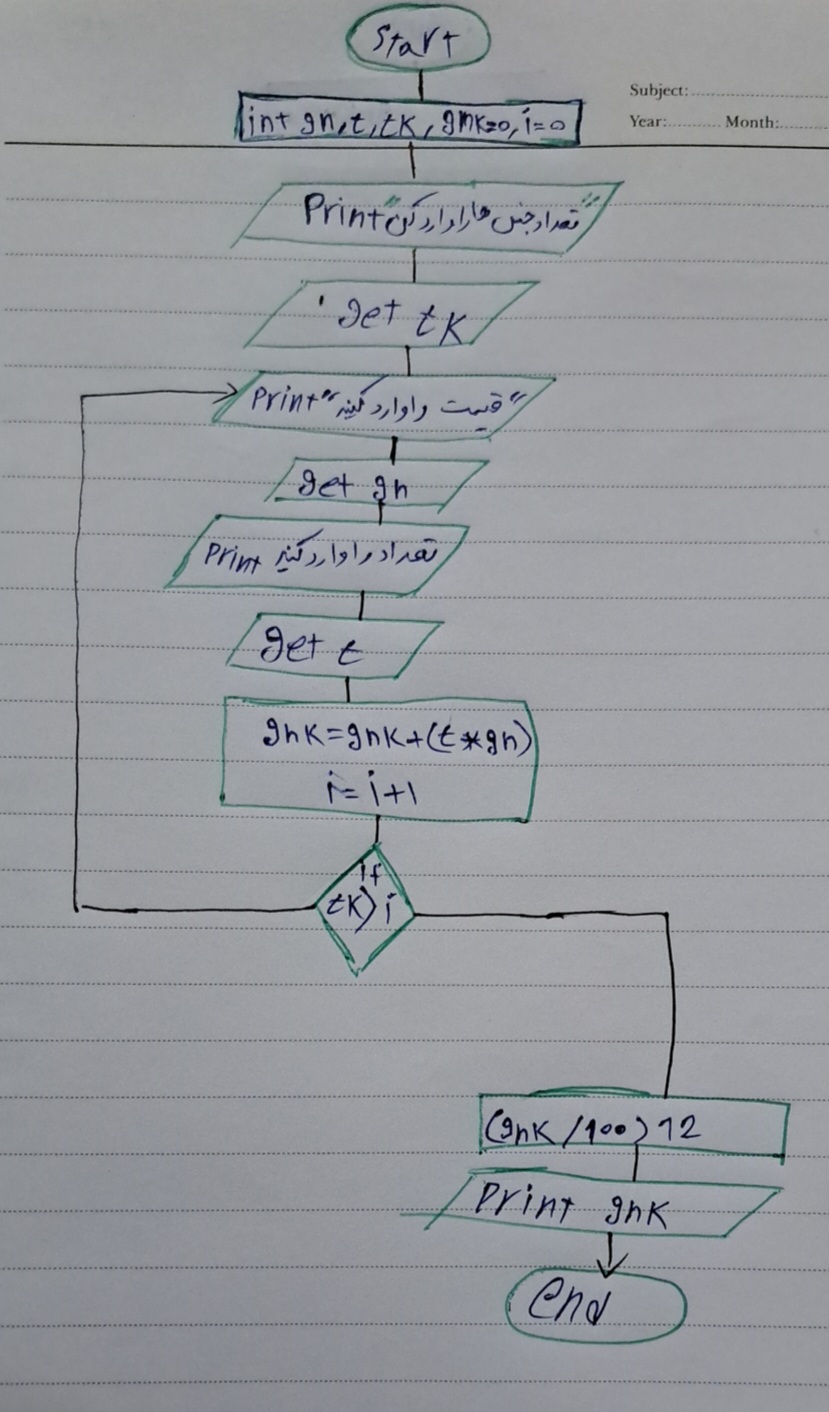 Start
Subject:
Year: Month:
int gn, t, tk, gnk=0, i=0
Print "تعداد جنس ها را وارد کن"
get tk
Print "قیمت را وارد کنید"
get gn
Print تعداد را وارد کنید
get t
gnk=gnk+(t*gn)
i=i+1
if
tk>i
(gnk/100)12
Print gnk
end